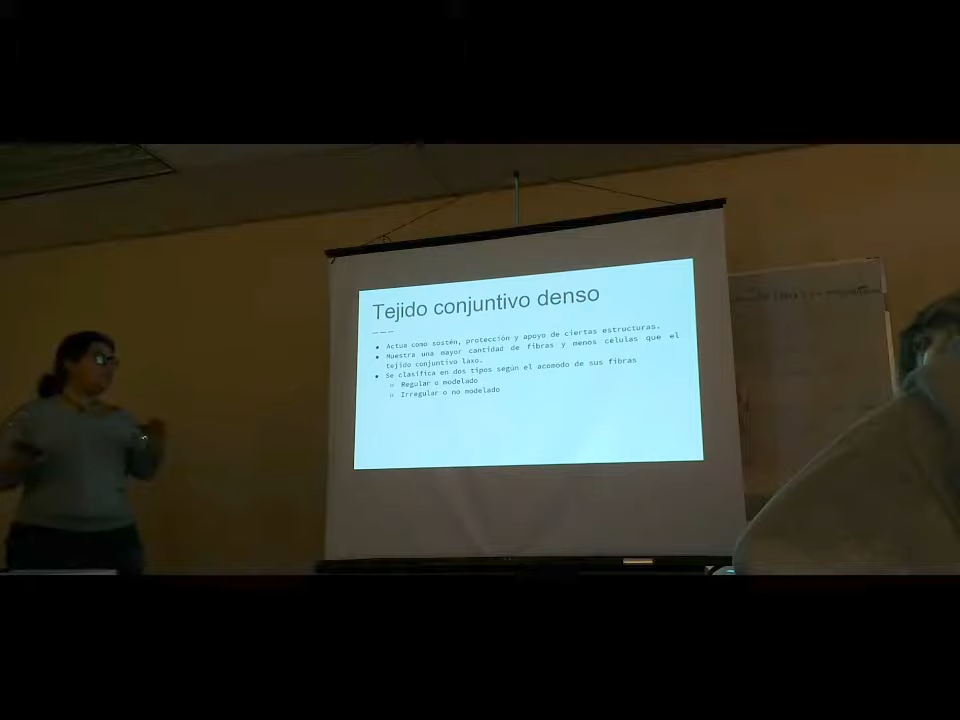 Tejido conjuntivo denso
● Actua como sostén, protección y apoyo de ciertas estructuras.
● Muestra una mayor cantidad de fibras y menos células que el
tejido conjuntivo laxo.
● Se clasifica en dos tipos según el acomodo de sus fibras
○ Regular o modelado
○ Irregular o no modelado